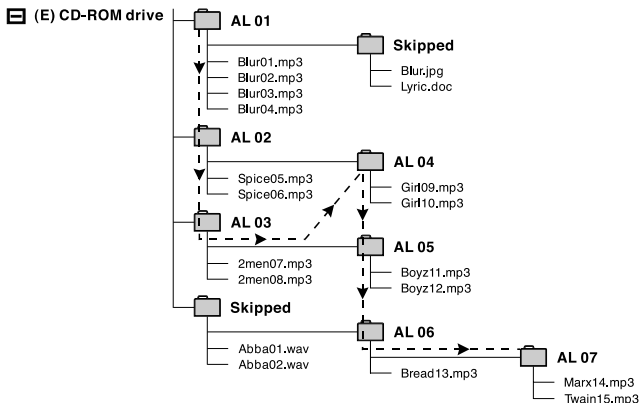 (E) CD-ROM drive
AL 01
Blur01.mp3
Blur02.mp3
Blur03.mp3
Blur04.mp3
Skipped
Blur.jpg
Lyric.doc
AL 02
Spice05.mp3
Spice06.mp3
AL 04
Girl09.mp3
Girl10.mp3
AL 03
2men07.mp3
2men08.mp3
AL 05
Boyz11.mp3
Boyz12.mp3
Skipped
Abba01.wav
Abba02.wav
AL 06
Bread13.mp3
AL 07
Marx14.mp3
Twain15.mp3